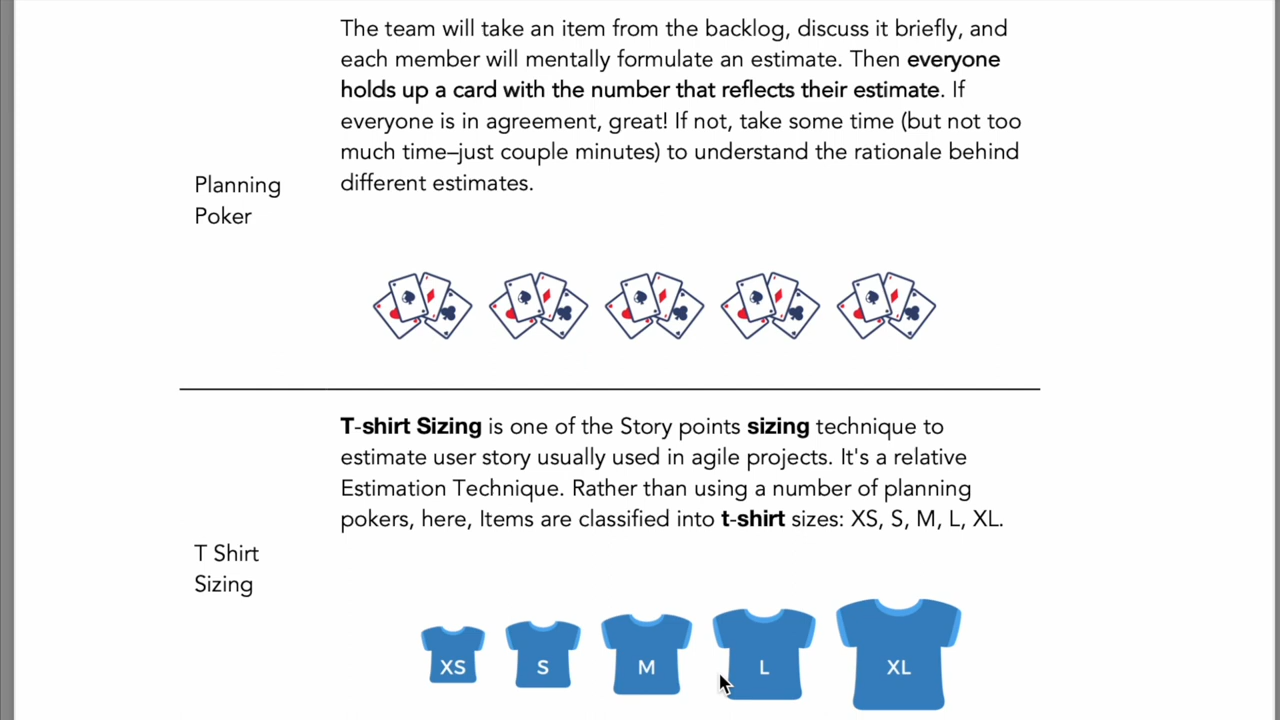 The team will take an item from the backlog, discuss it briefly, and
each member will mentally formulate an estimate. Then everyone
holds up a card with the number that reflects their estimate. If
everyone is in agreement, great! If not, take some time (but not too
much time–just couple minutes) to understand the rationale behind
different estimates.
Planning
Poker
T-shirt Sizing is one of the Story points sizing technique to
estimate user story usually used in agile projects. It's a relative
Estimation Technique. Rather than using a number of planning
pokers, here, Items are classified into t-shirt sizes: XS, S, M, L, XL.
T Shirt
Sizing
XS S M L XL